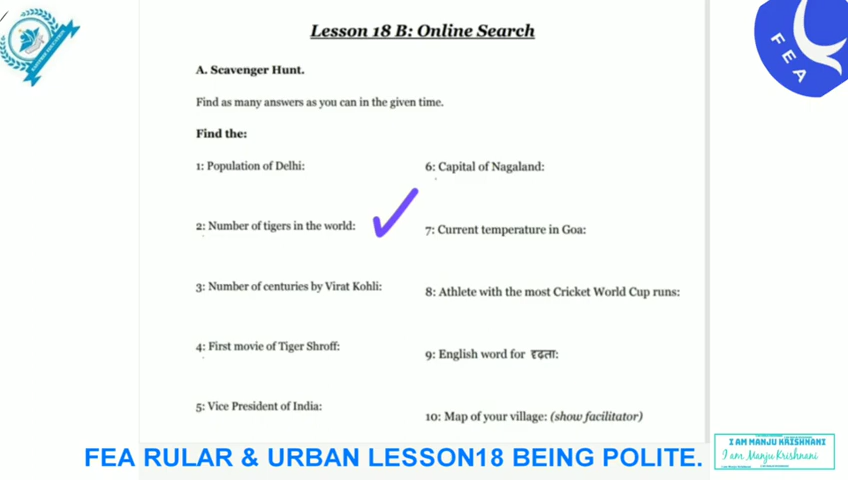 Lesson 18 B: Online Search
FEA
A. Scavenger Hunt.
Find as many answers as you can in the given time.
Find the:
1: Population of Delhi:
2: Number of tigers in the world:
3: Number of centuries by Virat Kohli:
4: First movie of Tiger Shroff:
5: Vice President of India:
6: Capital of Nagaland:
7: Current temperature in Goa:
8: Athlete with the most Cricket World Cup runs:
9: English word for दृढ़ता:
10: Map of your village: (show facilitator)
FEA RULAR & URBAN LESSON18 BEING POLITE.
I AM MANJU KRISHNANI
I am Manju Krishnani